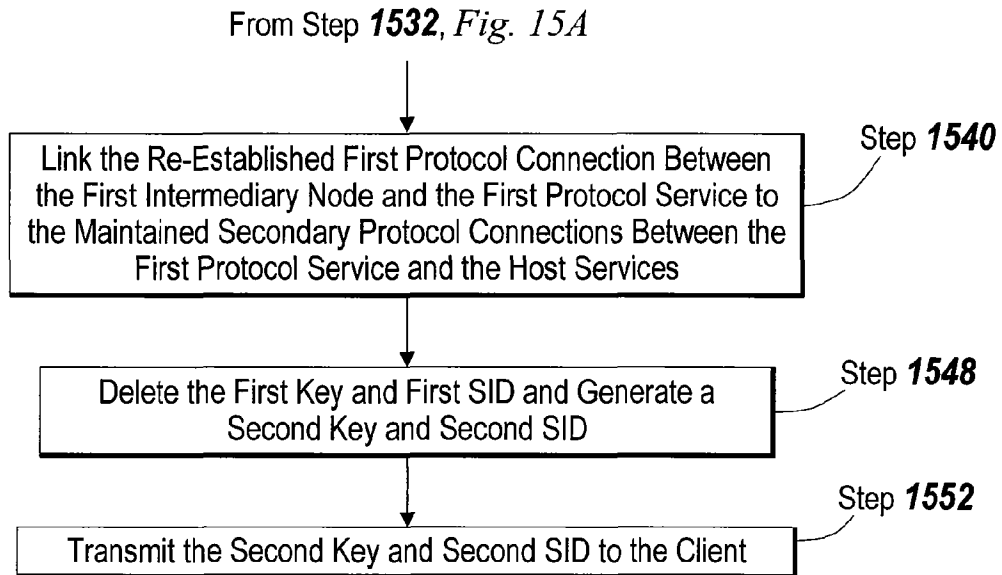 From Step 1532, Fig. 15A
Step 1540
Link the Re-Established First Protocol Connection Between
the First Intermediary Node and the First Protocol Service to
the Maintained Secondary Protocol Connections Between the
First Protocol Service and the Host Services
Step 1548
Delete the First Key and First SID and Generate a
Second Key and Second SID
Step 1552
Transmit the Second Key and Second SID to the Client